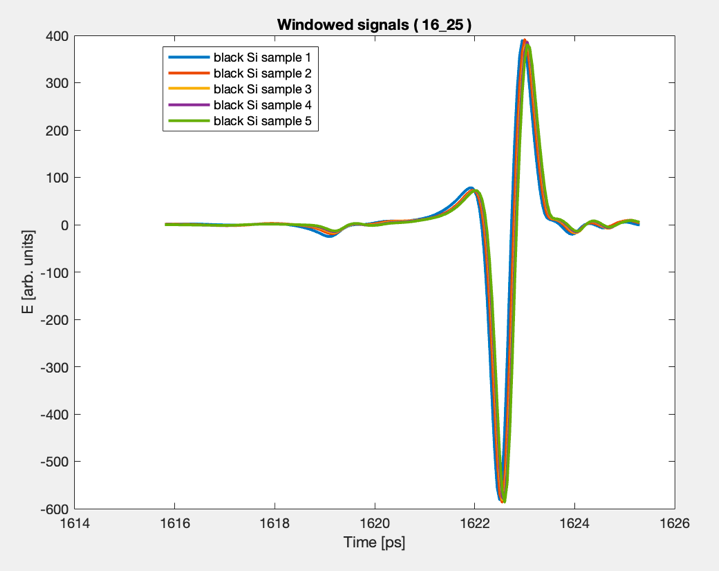 Windowed signals ( 16_25 )
400
300
200
100
0
-100
-200
-300
-400
-500
-600
E [arb. units]
black Si sample 1
black Si sample 2
black Si sample 3
black Si sample 4
black Si sample 5
1614
1616
1618
1620
1622
1624
1626
Time [ps]